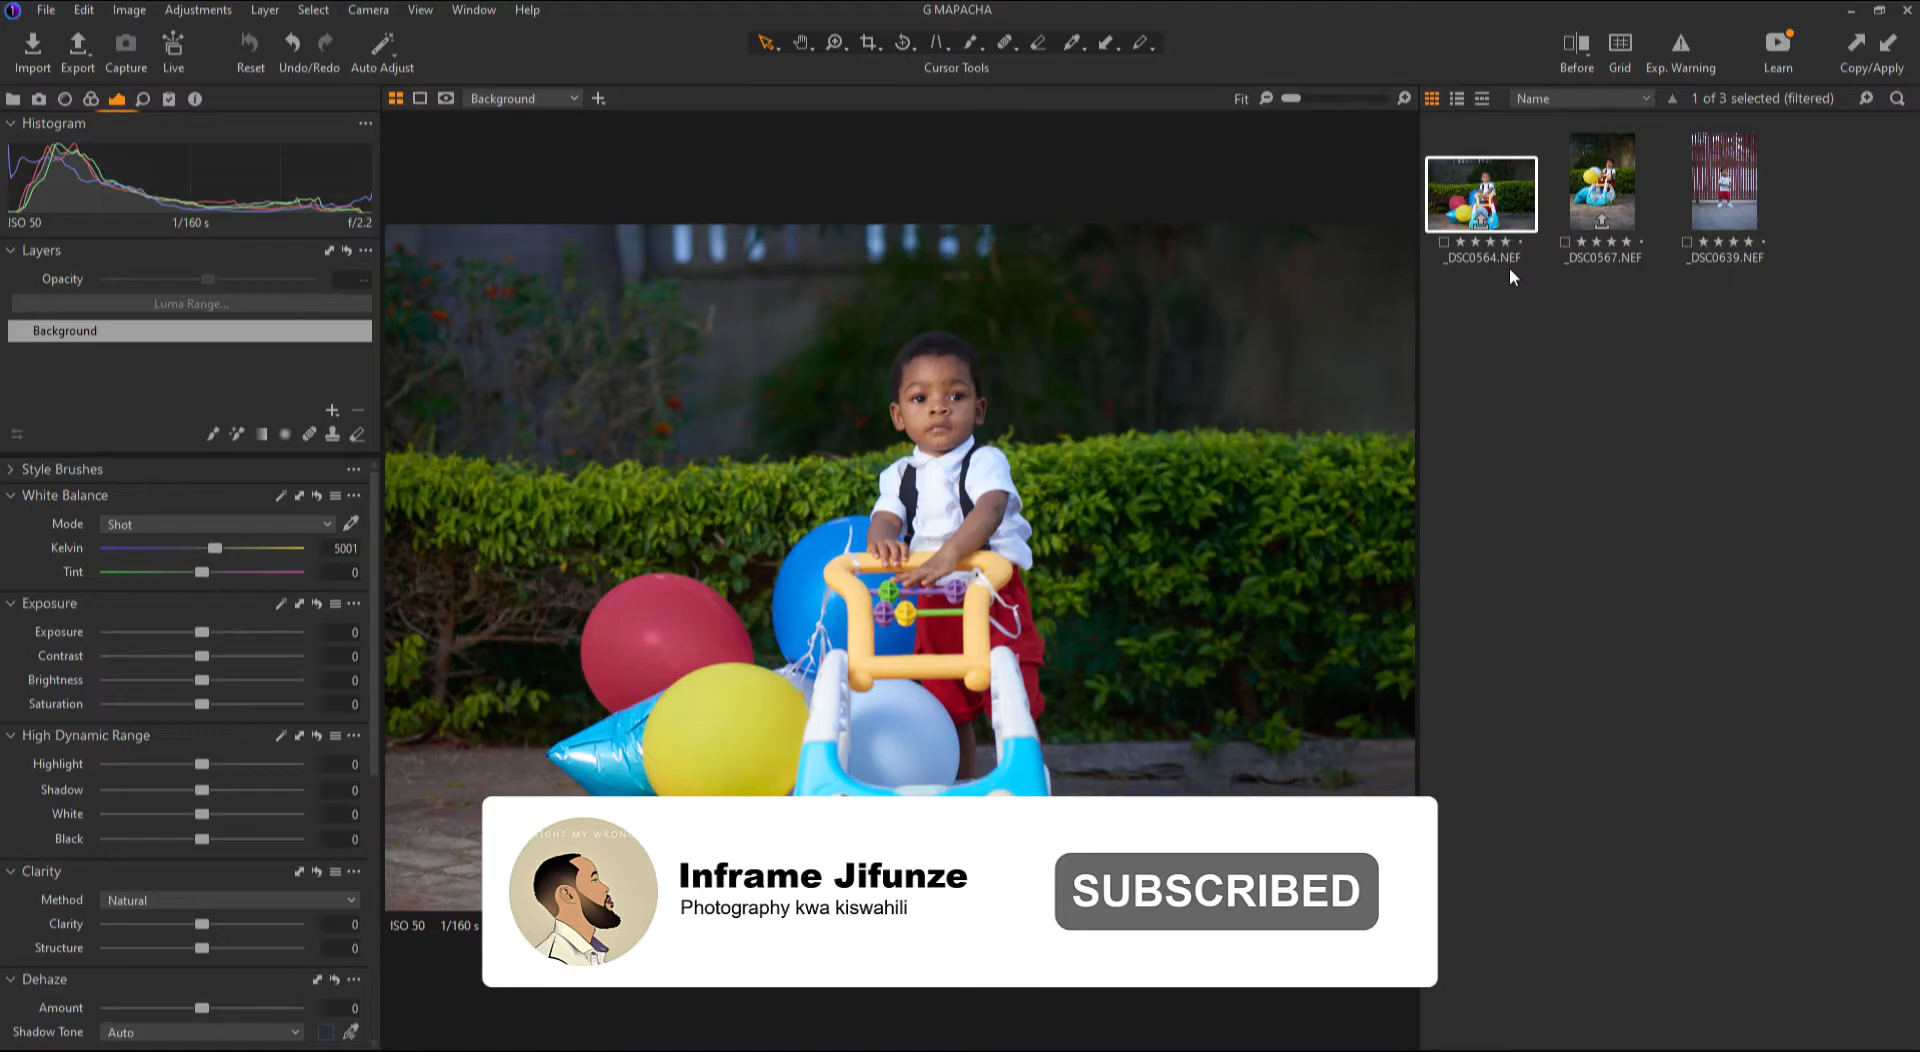 File Edit Image Adjustments Layer Select Camera View Window Help
G MAPACHA
Import Export Capture Live Reset Undo/Redo Auto Adjust
Cursor Tools
Before Grid Exp. Warning Learn Copy/Apply
Background
Fit
Name
1 of 3 selected (filtered)
Histogram
ISO 50 1/160 s f/2.2
Layers
Opacity --
Luma Range...
Background
Style Brushes
White Balance
Mode Shot
Kelvin 5001
Tint 0
Exposure
Exposure 0
Contrast 0
Brightness 0
Saturation 0
High Dynamic Range
Highlight 0
Shadow 0
White 0
Black 0
Clarity
Method Natural
Clarity 0
Structure 0
Dehaze
Amount 0
Shadow Tone Auto
_DSC0564.NEF
_DSC0567.NEF
_DSC0639.NEF
ISO 50 1/160 s
RIGHT MY WRONG
Inframe Jifunze
Photography kwa kiswahili
SUBSCRIBED